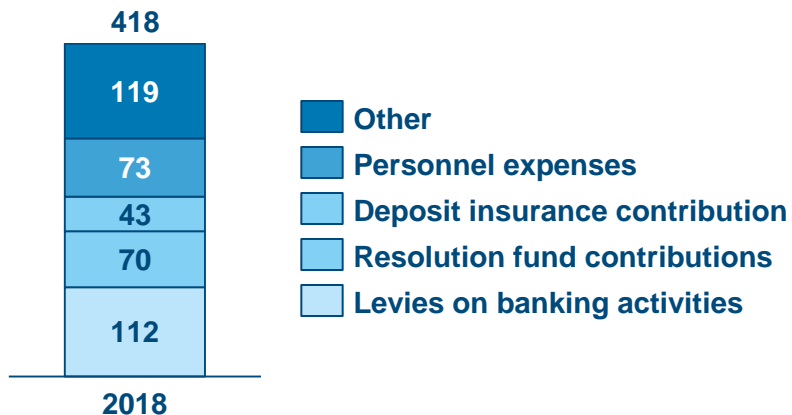 418
119
73
43
70
112
2018
Other
Personnel expenses
Deposit insurance contribution
Resolution fund contributions
Levies on banking activities